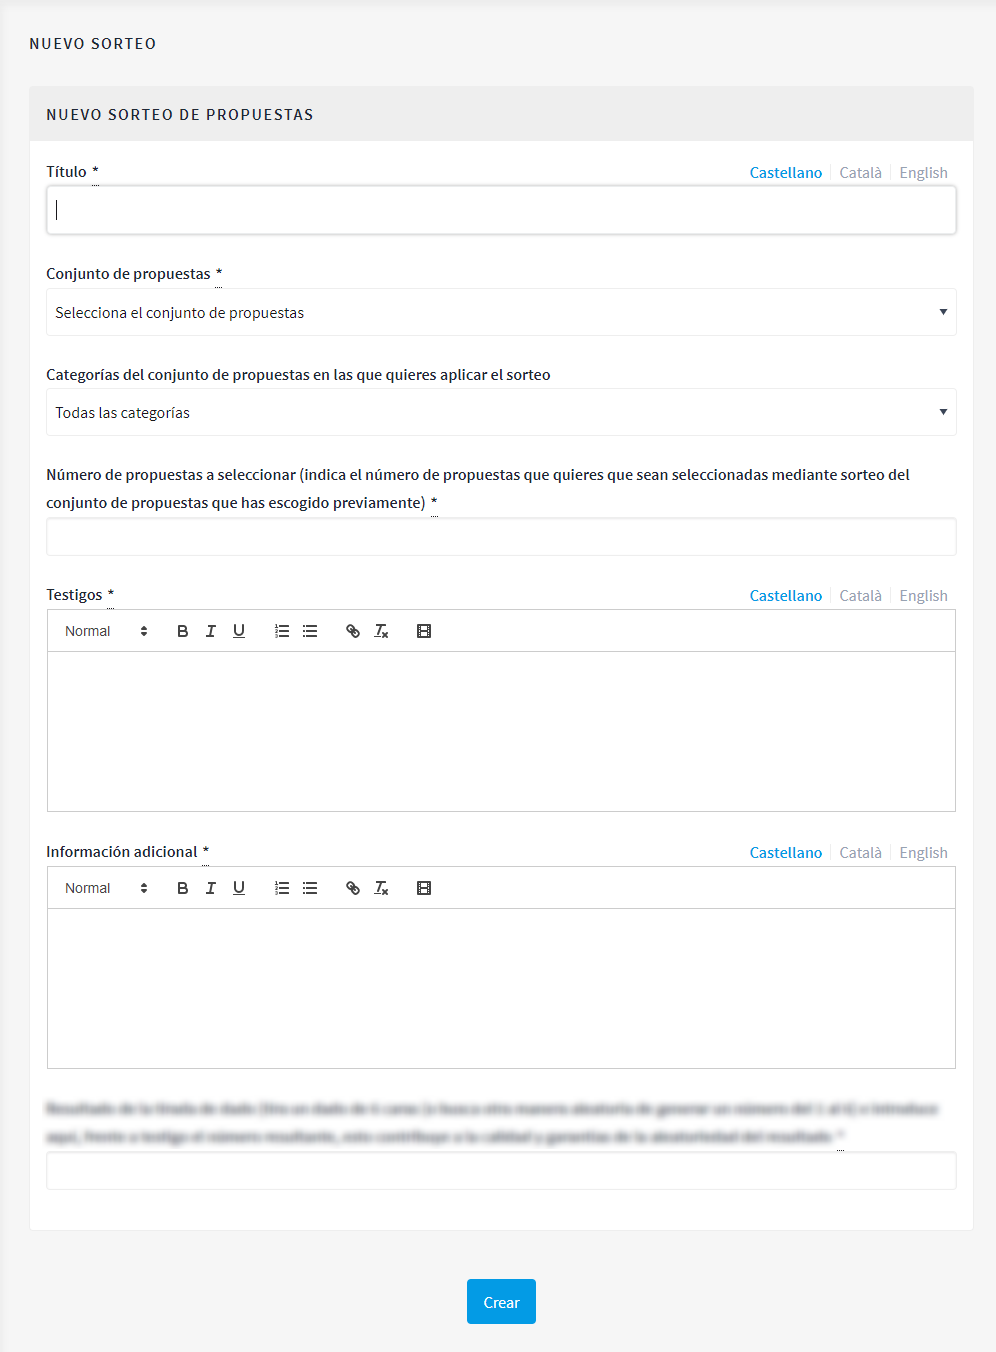 NUEVO SORTEO
NUEVO SORTEO DE PROPUESTAS
Título *
Castellano Català English
Conjunto de propuestas *
Selecciona el conjunto de propuestas
Categorías del conjunto de propuestas en las que quieres aplicar el sorteo
Todas las categorías
Número de propuestas a seleccionar (indica el número de propuestas que quieres que sean seleccionadas mediante sorteo del
conjunto de propuestas que has escogido previamente) *
Testigos *
Castellano Català English
Normal
Información adicional *
Castellano Català English
Normal
Crear